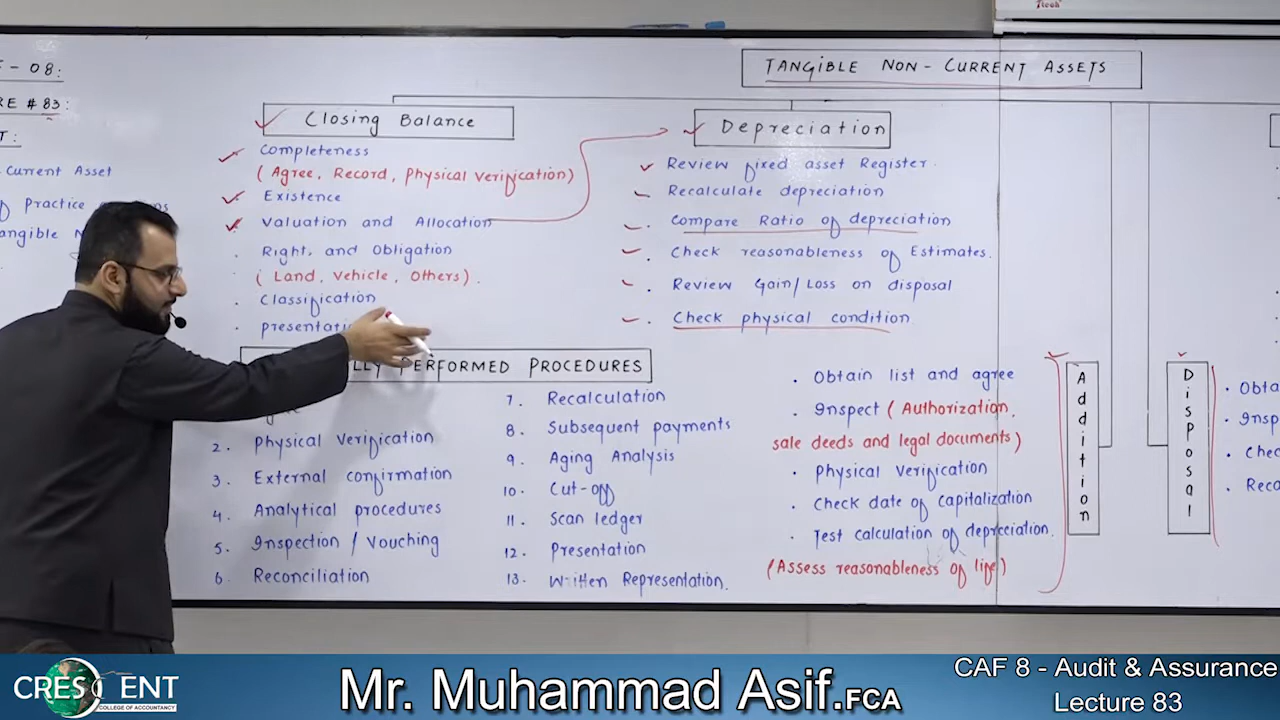 - 08:
RE # 83:
T:
Current Asset
f practice
angible
TANGIBLE NON-CURRENT ASSETS
Closing Balance
Completeness
(Agree, Record, Physical verification)
Existence
Valuation and Allocation
Right, and Obligation
(Land, Vehicle, Others).
Classification
Depreciation
Review fixed asset Register.
Recalculate depreciation
Compare Ratio of depreciation
Check reasonableness of Estimates.
Review Gain/Loss on disposal
Check physical condition
PERFORMED PROCEDURES
2. Physical Verification
3. External confirmation
4. Analytical procedures
5. Inspection / Vouching
6 Reconciliation
7. Recalculation
8. Subsequent payments
9. Aging Analysis
10. Cut-off
11. Scan ledger
12. Presentation
13. Written Representation.
. Obtain list and agree
. Inspect (Authorization,
sale deeds and legal documents)
. Physical Verification
. Check date of capitalization
. Test calculation of depreciation.
(Assess reasonableness of life)
Addition
Disposal
. Obta
. Insp
. Chec
. Reca
CRESCENT
COLLEGE OF ACCOUNTANCY
Mr. Muhammad Asif.FCA
CAF 8 - Audit & Assurance
Lecture 83